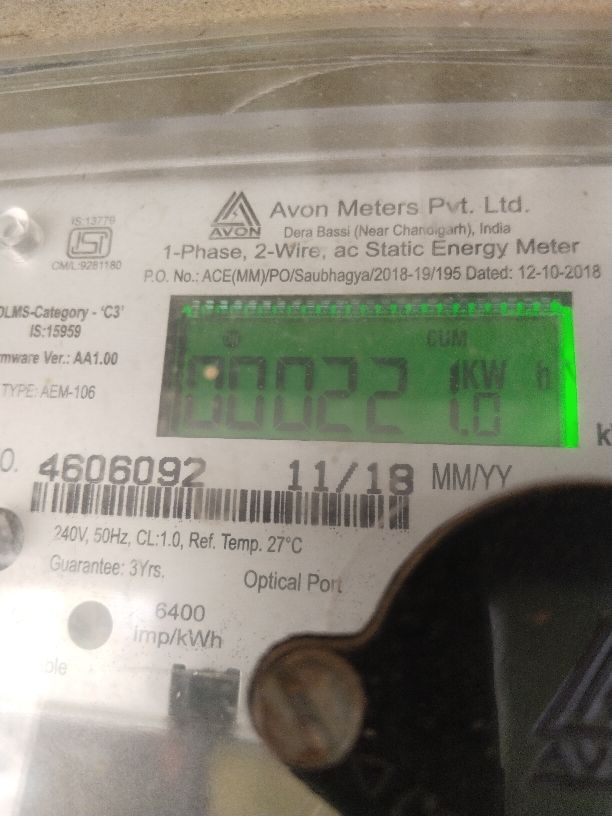 Avon Meters Pvt. Ltd.
AVON
Dera Bassi (Near Chandigarh), India
1-Phase, 2-Wire, ac Static Energy Meter
P.O. No.: ACE(MM)/PO/Saubhagya/2018-19/195 Dated: 12-10-2018
IS:13779
ISI
CM/L:9281180
DLMS-Category - 'C3'
IS:15959
mware Ver.: AA1.00
TYPE: AEM-106
CUM
KW h
1.0
4606092 11/18 MM/YY
240V, 50Hz, CL:1.0, Ref. Temp. 27°C
Guarantee: 3Yrs.
Optical Port
6400
imp/kWh
AVON